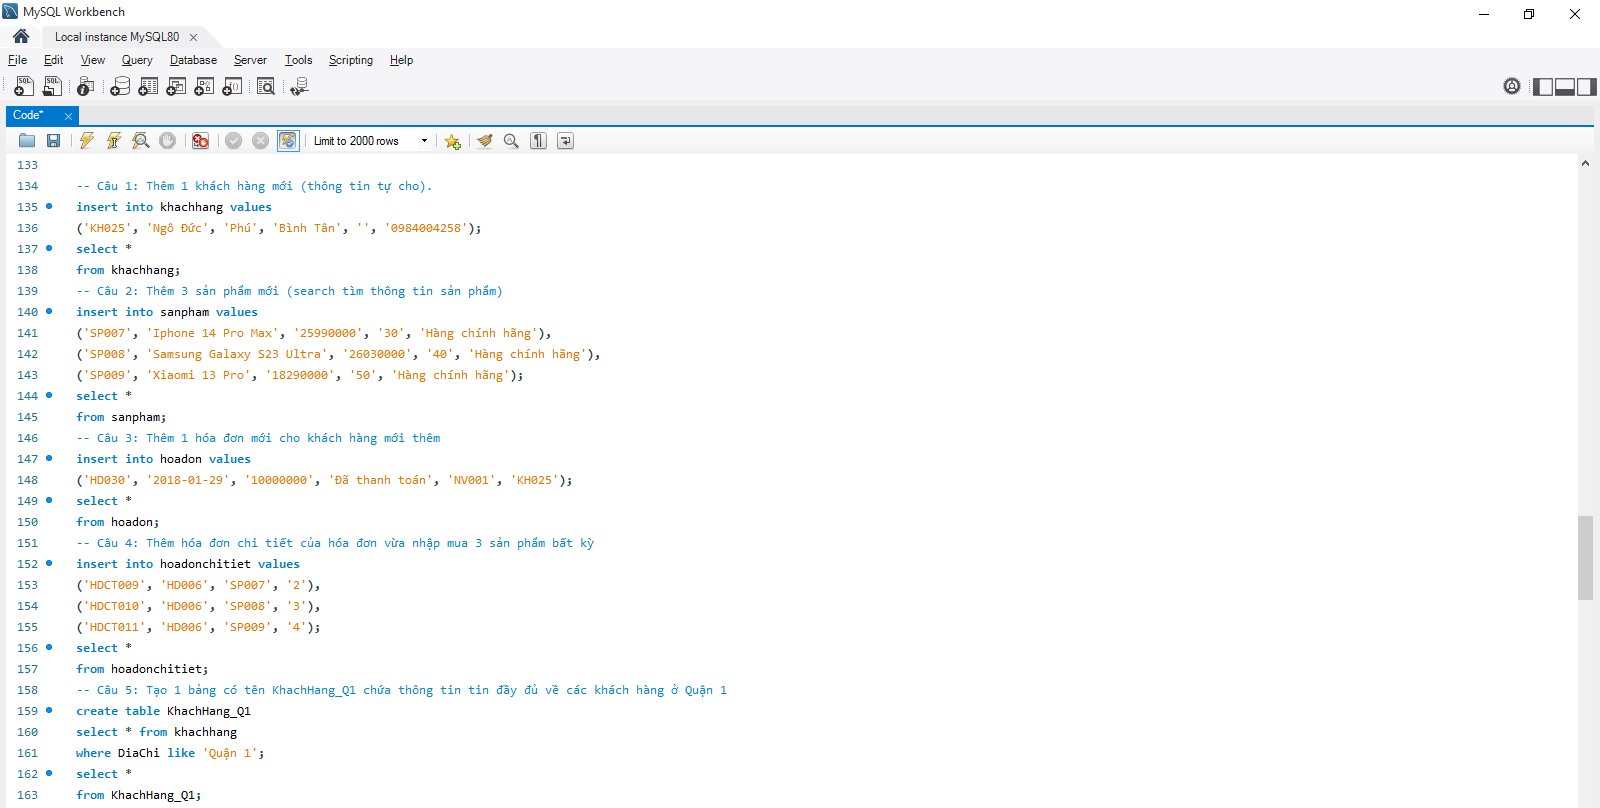 MySQL Workbench
Local instance MySQL80
File Edit View Query Database Server Tools Scripting Help
Code*
Limit to 2000 rows
133
134 -- Câu 1: Thêm 1 khách hàng mới (thông tin tự cho).
135 insert into khachhang values
136 ('KH025', 'Ngô Đức', 'Phú', 'Bình Tân', '', '0984004258');
137 select *
138 from khachhang;
139 -- Câu 2: Thêm 3 sản phẩm mới (search tìm thông tin sản phẩm)
140 insert into sanpham values
141 ('SP007', 'Iphone 14 Pro Max', '25990000', '30', 'Hàng chính hãng'),
142 ('SP008', 'Samsung Galaxy S23 Ultra', '26030000', '40', 'Hàng chính hãng'),
143 ('SP009', 'Xiaomi 13 Pro', '18290000', '50', 'Hàng chính hãng');
144 select *
145 from sanpham;
146 -- Câu 3: Thêm 1 hóa đơn mới cho khách hàng mới thêm
147 insert into hoadon values
148 ('HD030', '2018-01-29', '10000000', 'Đã thanh toán', 'NV001', 'KH025');
149 select *
150 from hoadon;
151 -- Câu 4: Thêm hóa đơn chi tiết của hóa đơn vừa nhập mua 3 sản phẩm bất kỳ
152 insert into hoadonchitiet values
153 ('HDCT009', 'HD006', 'SP007', '2'),
154 ('HDCT010', 'HD006', 'SP008', '3'),
155 ('HDCT011', 'HD006', 'SP009', '4');
156 select *
157 from hoadonchitiet;
158 -- Câu 5: Tạo 1 bảng có tên KhachHang_Q1 chứa thông tin tin đầy đủ về các khách hàng ở Quận 1
159 create table KhachHang_Q1
160 select * from khachhang
161 where DiaChi like 'Quận 1';
162 select *
163 from KhachHang_Q1;